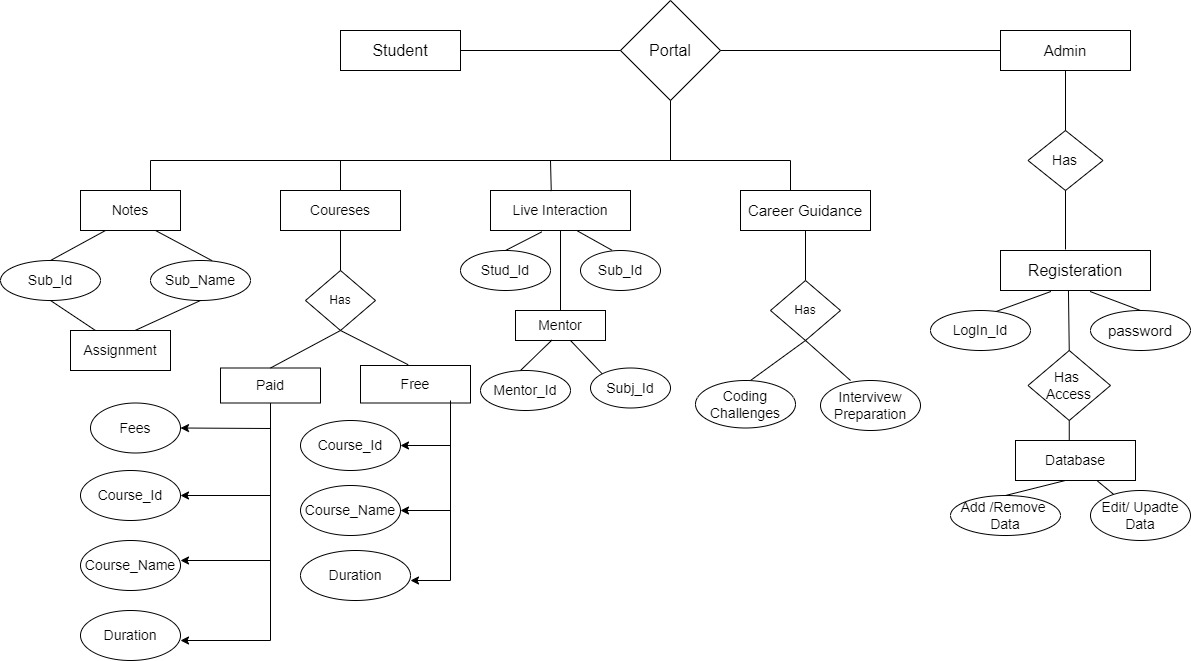 Student
Portal
Admin
Has
Notes
Coureses
Live Interaction
Career Guidance
Sub_Id
Sub_Name
Has
Stud_Id
Sub_Id
Has
Registeration
Assignment
Mentor
LogIn_Id
password
Paid
Free
Mentor_Id
Subj_Id
Coding
Challenges
Intervivew
Preparation
Has
Access
Fees
Course_Id
Database
Course_Id
Course_Name
Add /Remove
Data
Edit/ Upadte
Data
Course_Name
Duration
Duration